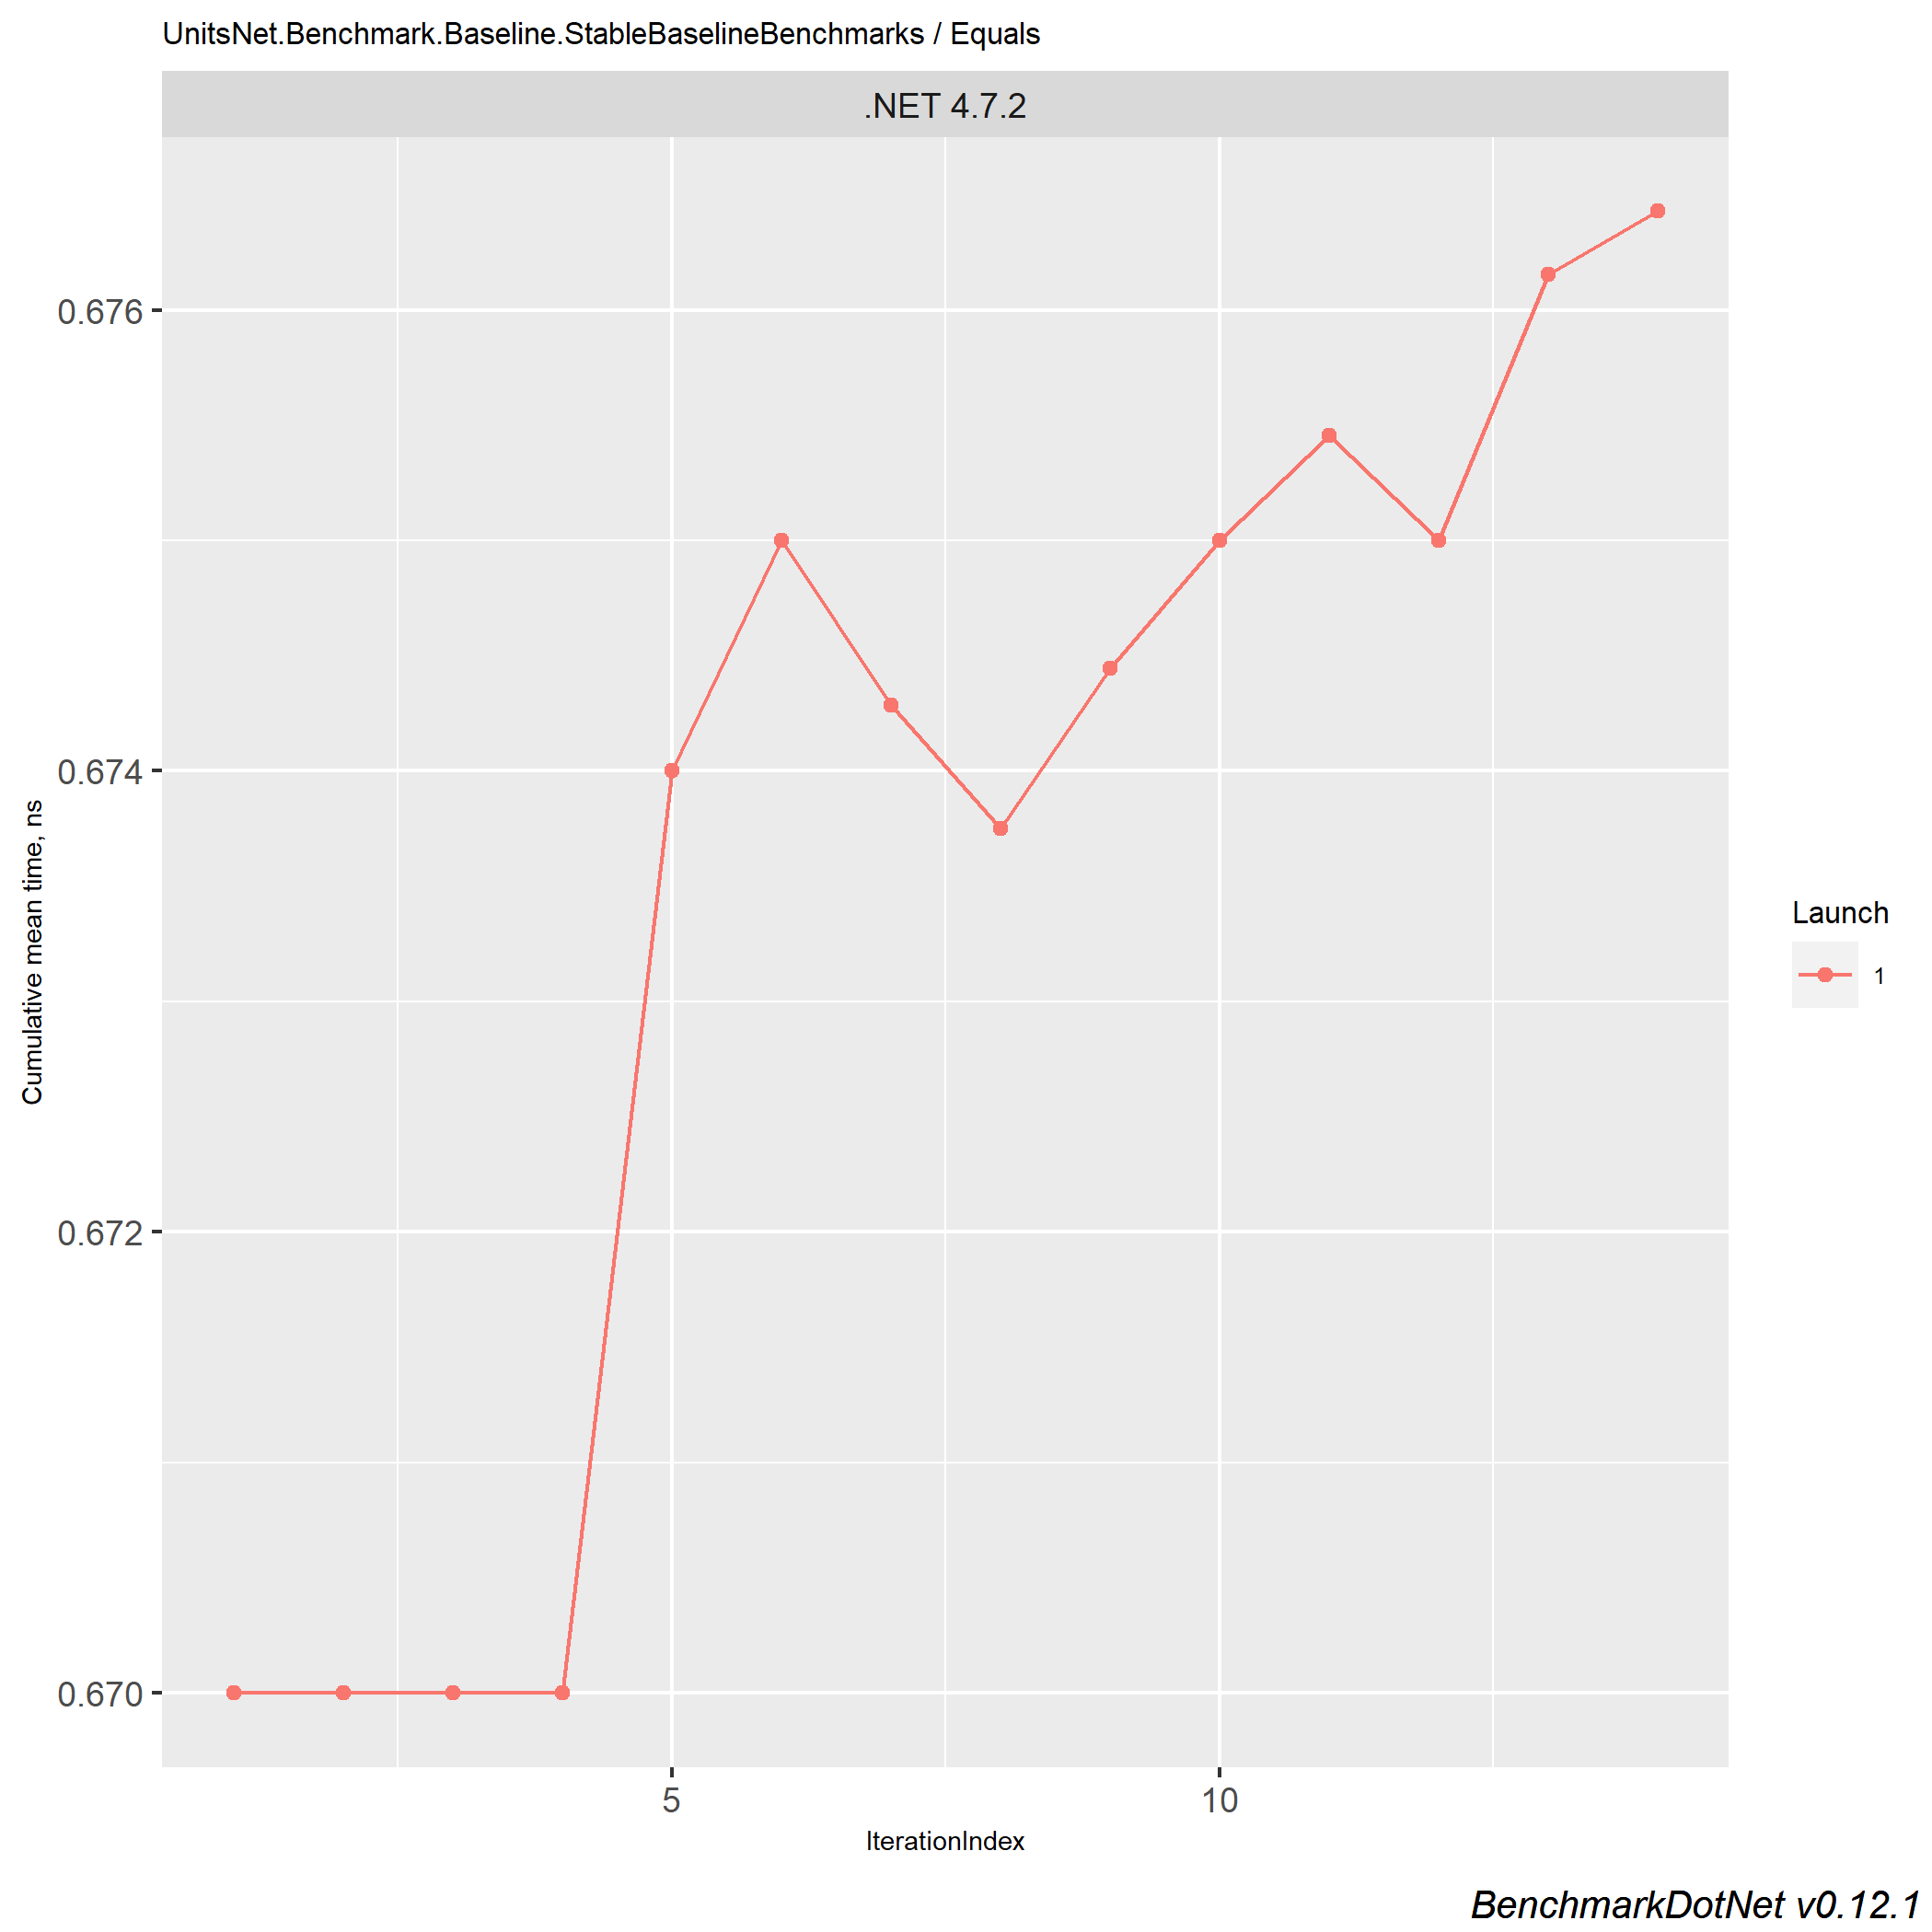 UnitsNet.Benchmark.Baseline.StableBaselineBenchmarks / Equals
.NET 4.7.2
0.676
0.674
0.672
0.670
Cumulative mean time, ns
5
10
IterationIndex
Launch
1
BenchmarkDotNet v0.12.1